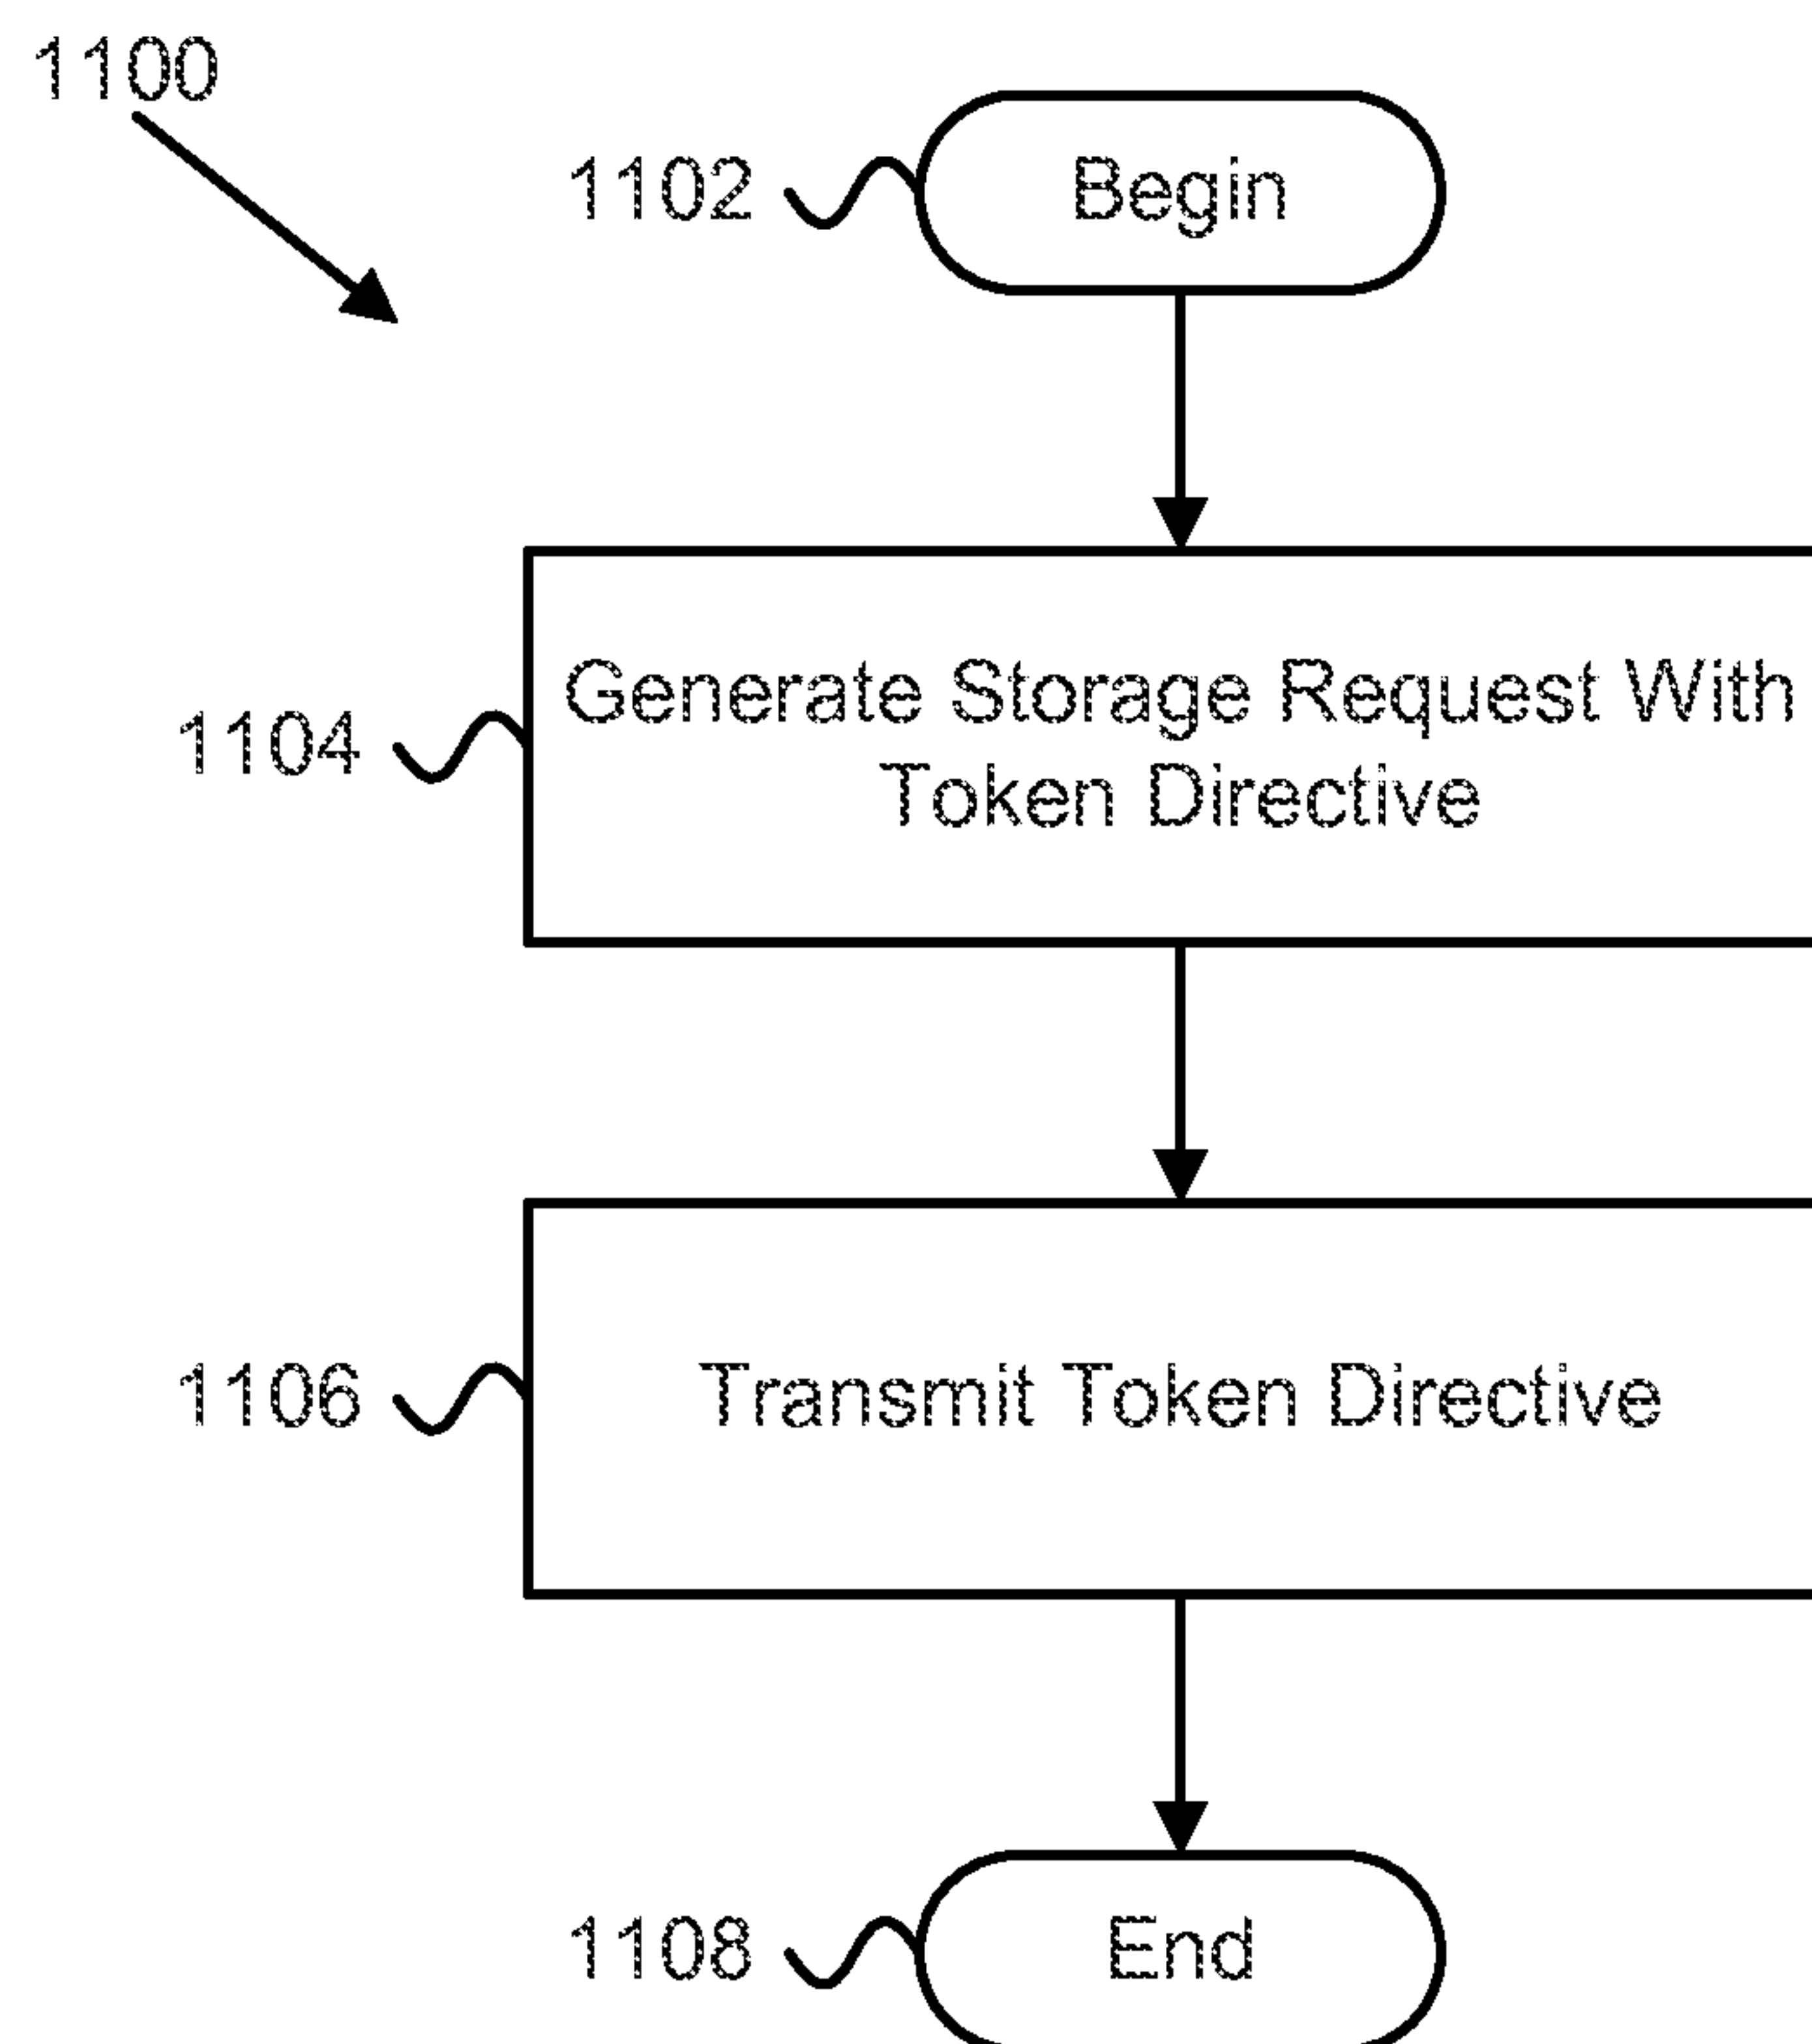 1100
1102
Begin
1104
Generate Storage Request With
Token Directive
1106
Transmit Token Directive
1108
End